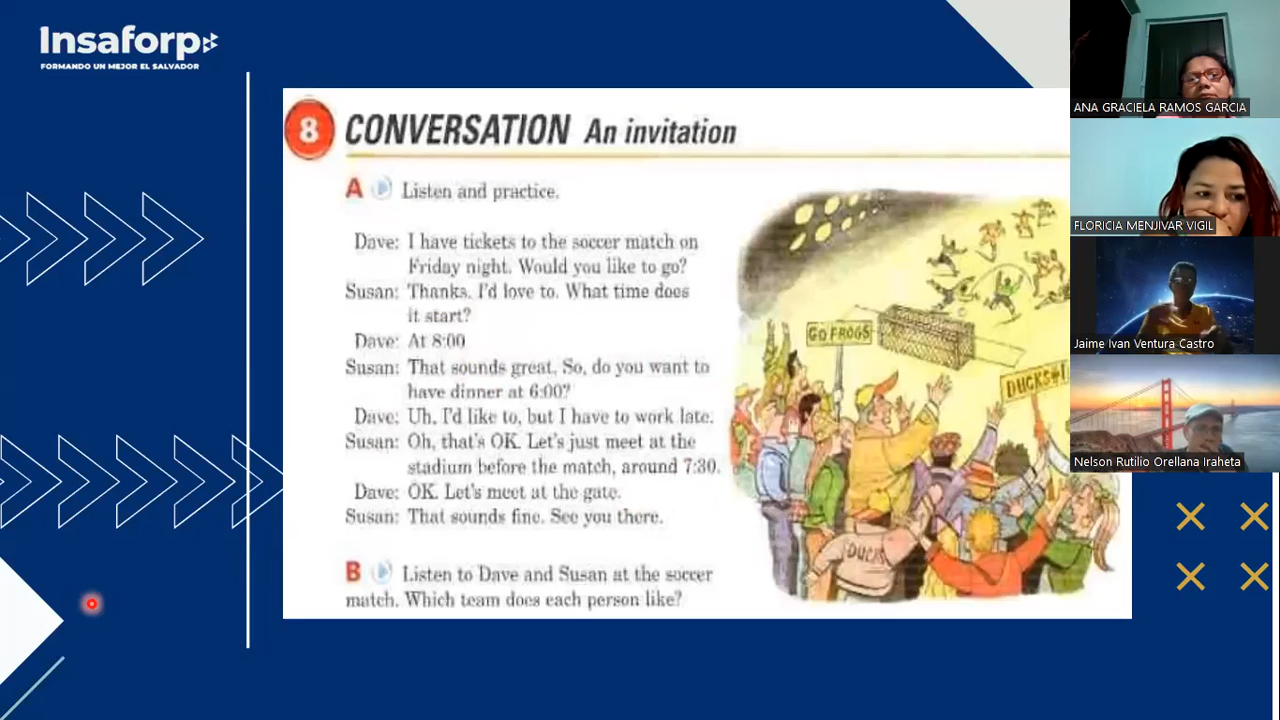 Insaforp
FORMANDO UN MEJOR EL SALVADOR
8 CONVERSATION An invitation
A Listen and practice.
Dave: I have tickets to the soccer match on
Friday night. Would you like to go?
Susan: Thanks. I'd love to. What time does
it start?
Dave: At 8:00
Susan: That sounds great. So, do you want to
have dinner at 6:00?
Dave: Uh, I'd like to, but I have to work late.
Susan: Oh, that's OK. Let's just meet at the
stadium before the match, around 7:30.
Dave: OK. Let's meet at the gate.
Susan: That sounds fine. See you there.
B Listen to Dave and Susan at the soccer
match. Which team does each person like?
GO FROGS
DUCKS
DUCKS
ANA GRACIELA RAMOS GARCIA
FLORICIA MENJIVAR VIGIL
Jaime Ivan Ventura Castro
Nelson Rutilio Orellana Iraheta